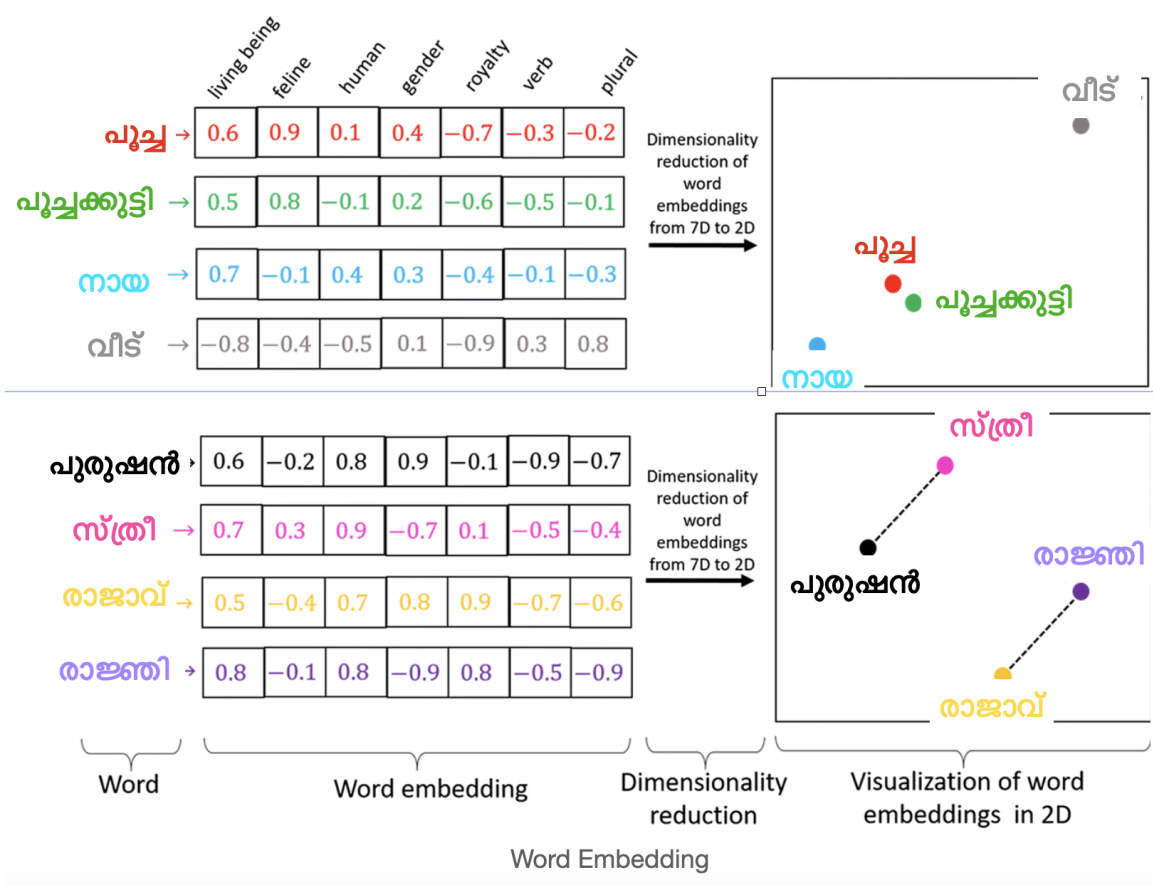 living being feline human gender royalty verb plural
പൂച്ച → 0.6 0.9 0.1 0.4 −0.7 −0.3 −0.2
പൂച്ചക്കുട്ടി → 0.5 0.8 −0.1 0.2 −0.6 −0.5 −0.1
നായ → 0.7 −0.1 0.4 0.3 −0.4 −0.1 −0.3
വീട് → −0.8 −0.4 −0.5 0.1 −0.9 0.3 0.8
Dimensionality
reduction of
word
embeddings
from 7D to 2D
വീട്
പൂച്ച
പൂച്ചക്കുട്ടി
നായ
പുരുഷൻ → 0.6 −0.2 0.8 0.9 −0.1 −0.9 −0.7
സ്ത്രീ → 0.7 0.3 0.9 −0.7 0.1 −0.5 −0.4
രാജാവ് → 0.5 −0.4 0.7 0.8 0.9 −0.7 −0.6
രാജ്ഞി → 0.8 −0.1 0.8 −0.9 0.8 −0.5 −0.9
Dimensionality
reduction of
word
embeddings
from 7D to 2D
സ്ത്രീ
രാജ്ഞി
പുരുഷൻ
രാജാവ്
Word
Word embedding
Dimensionality
reduction
Visualization of word
embeddings in 2D
Word Embedding